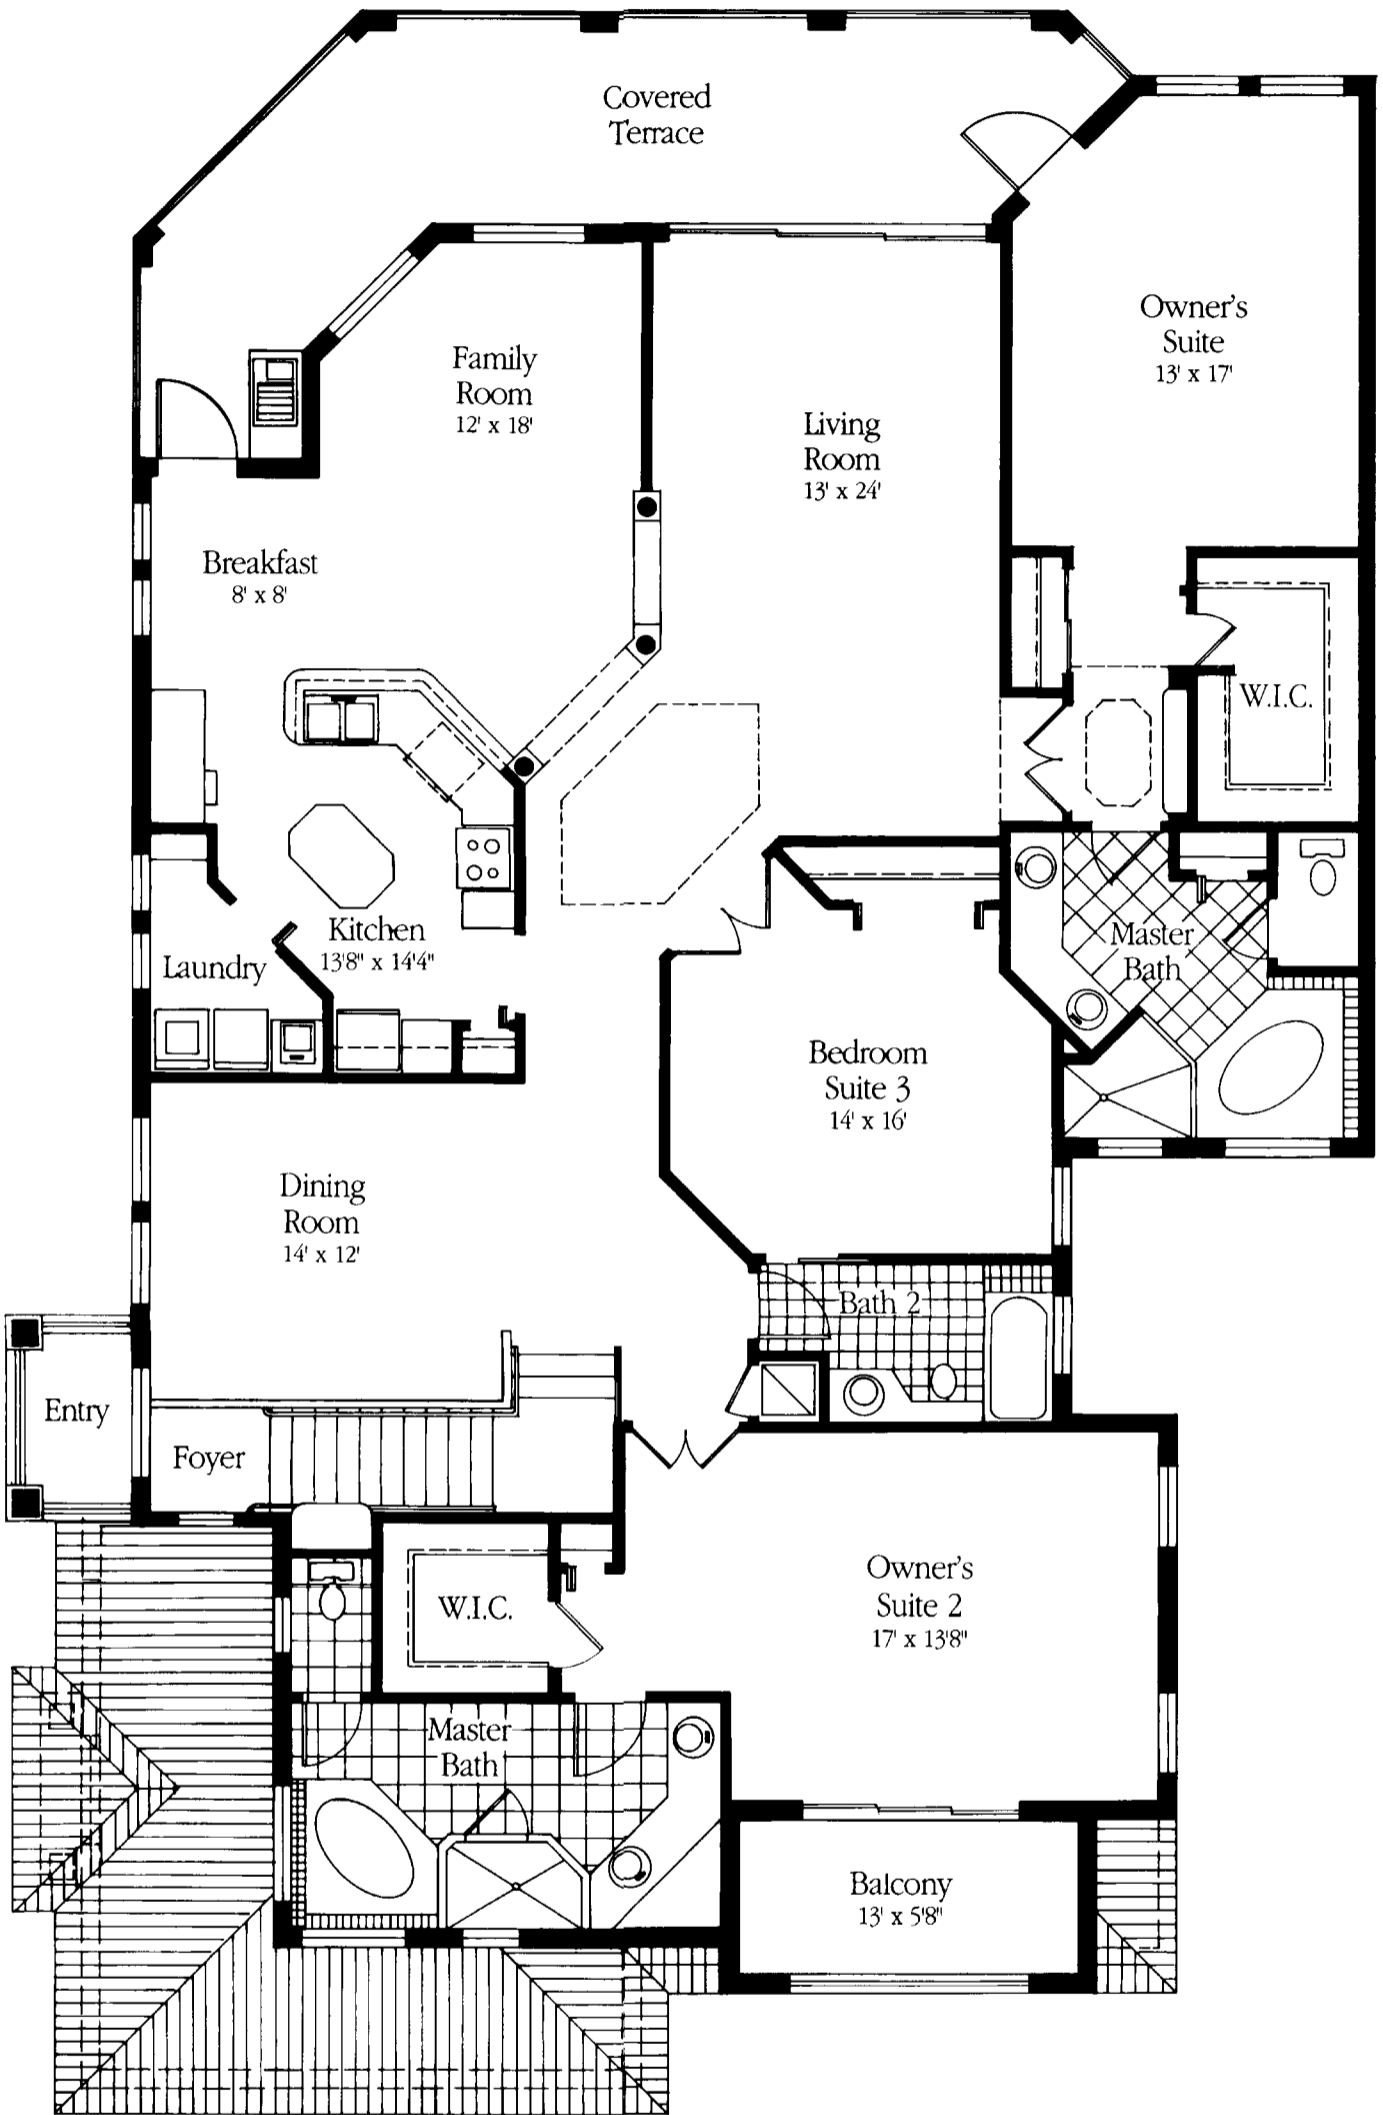 Covered
Terrace
Owner's
Suite
13' x 17'
Family
Room
12' x 18'
Living
Room
13' x 24'
Breakfast
8' x 8'
W.I.C.
Kitchen
13'8" x 14'4"
Laundry
Master
Bath
Bedroom
Suite 3
14' x 16'
Dining
Room
14' x 12'
Bath 2
Entry
Foyer
Owner's
Suite 2
17' x 13'8"
W.I.C.
Master
Bath
Balcony
13' x 5'8"